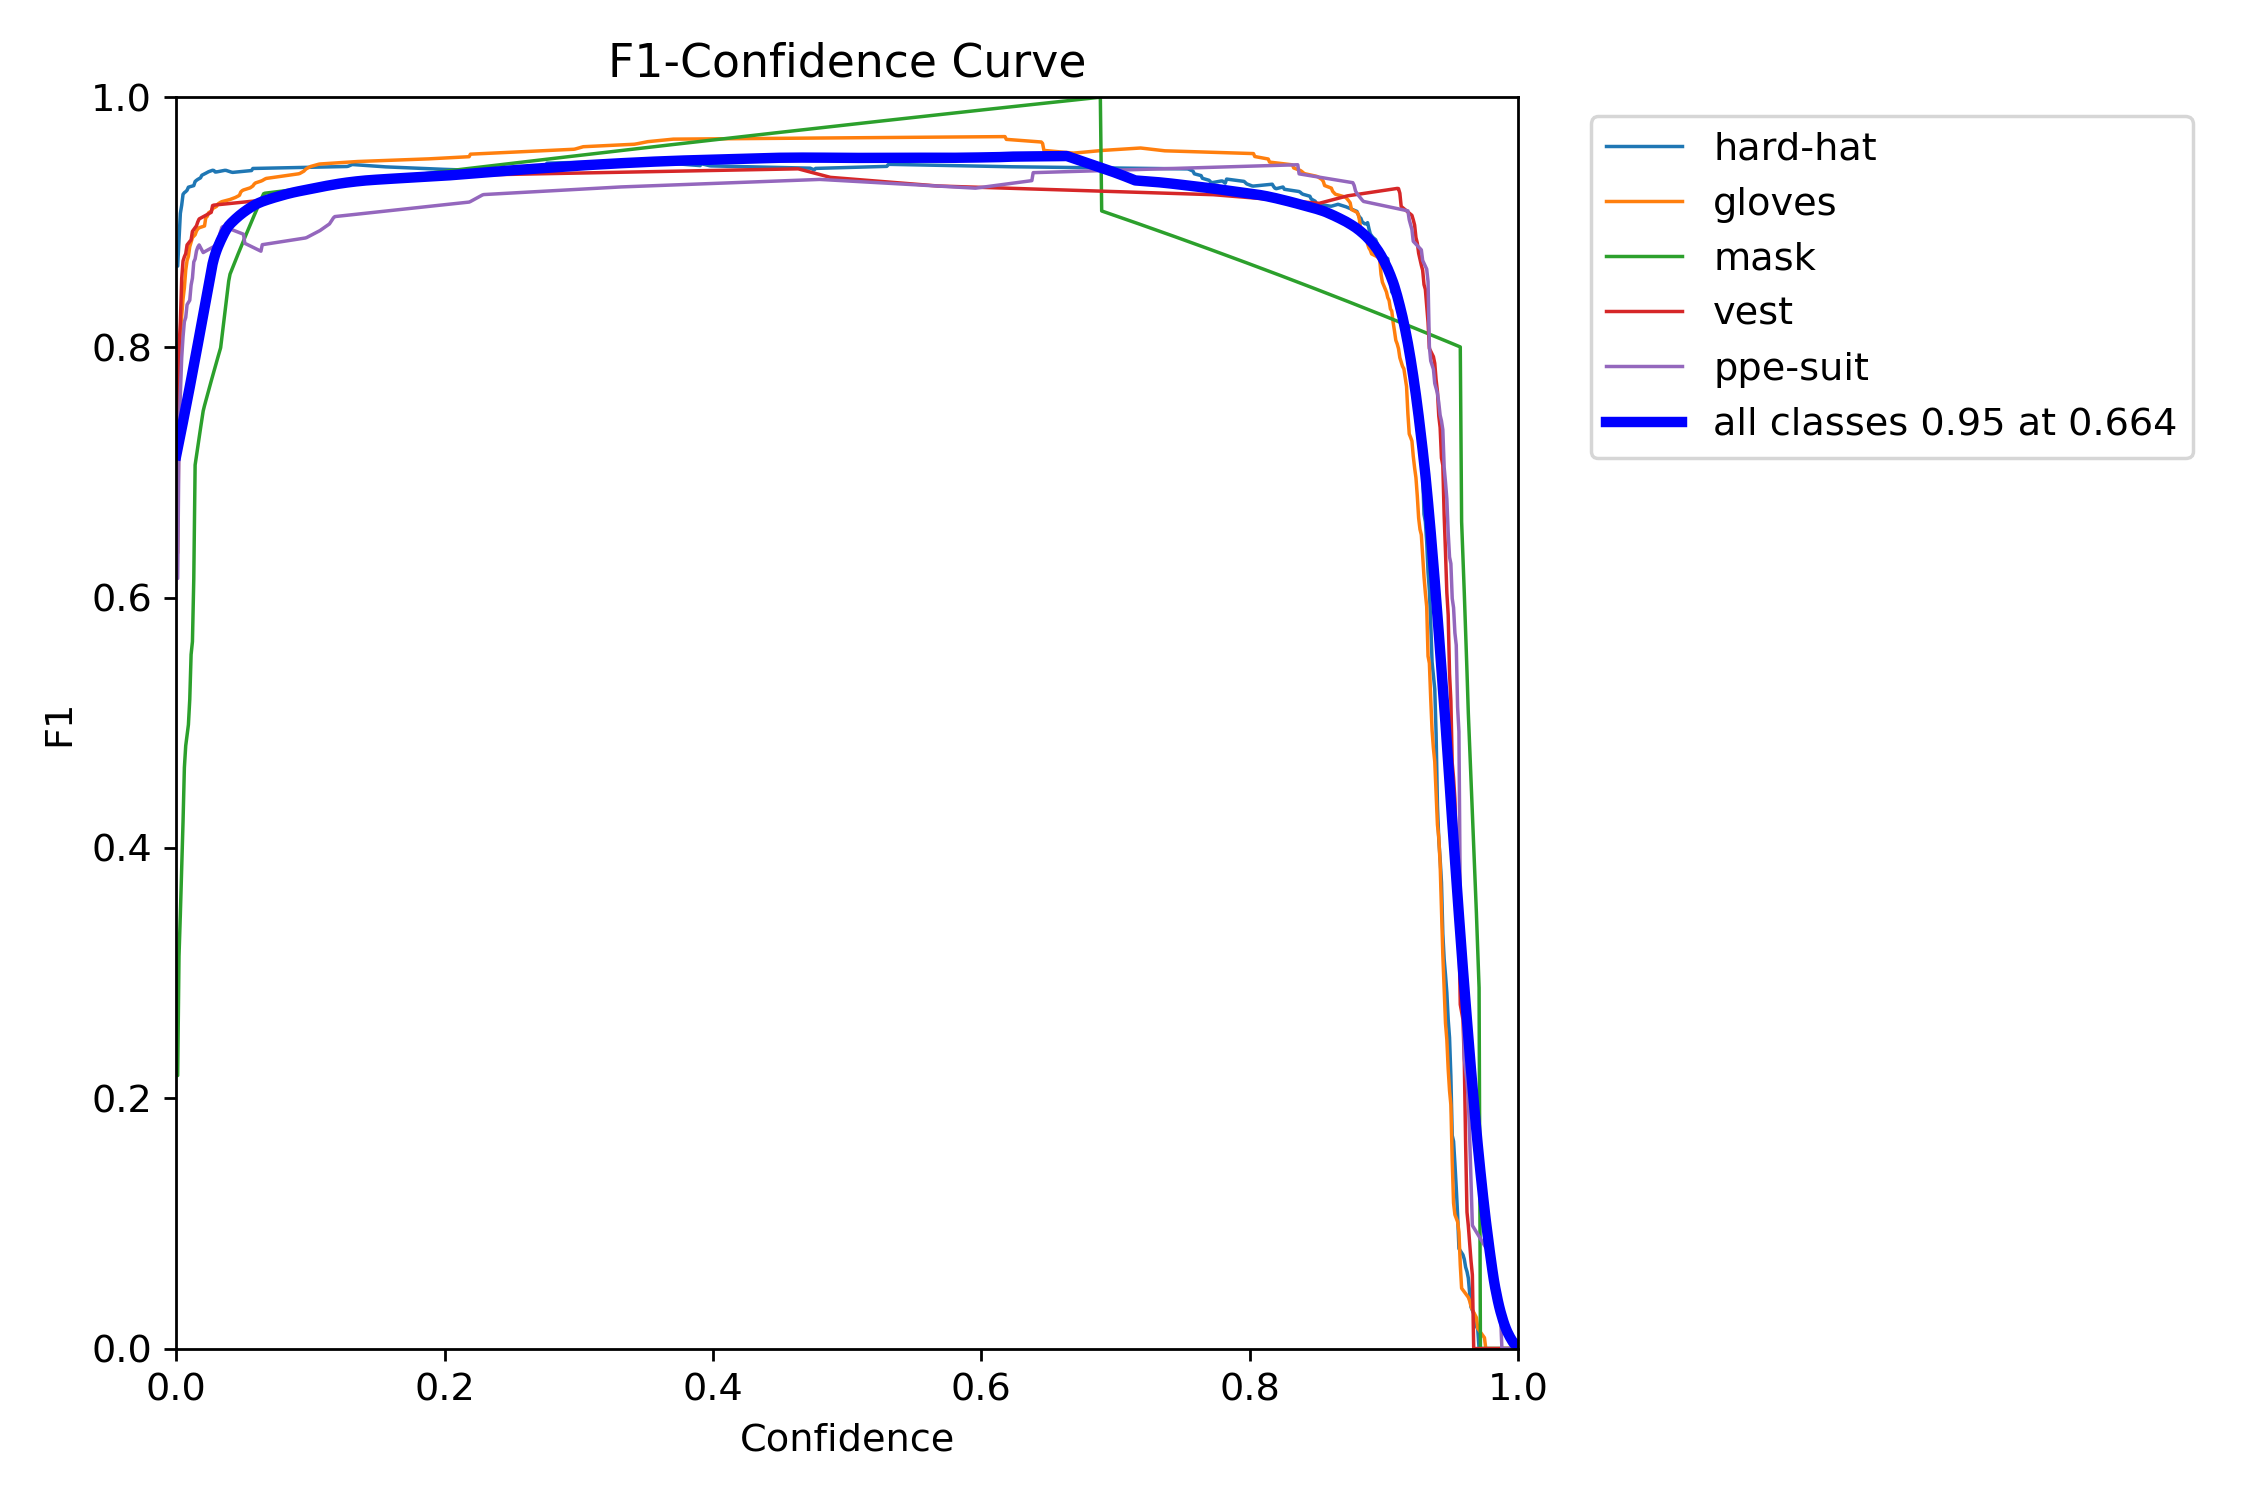 F1-Confidence Curve
1.0
0.8
0.6
0.4
0.2
0.0
F1
0.0 0.2 0.4 0.6 0.8 1.0
Confidence
hard-hat
gloves
mask
vest
ppe-suit
all classes 0.95 at 0.664